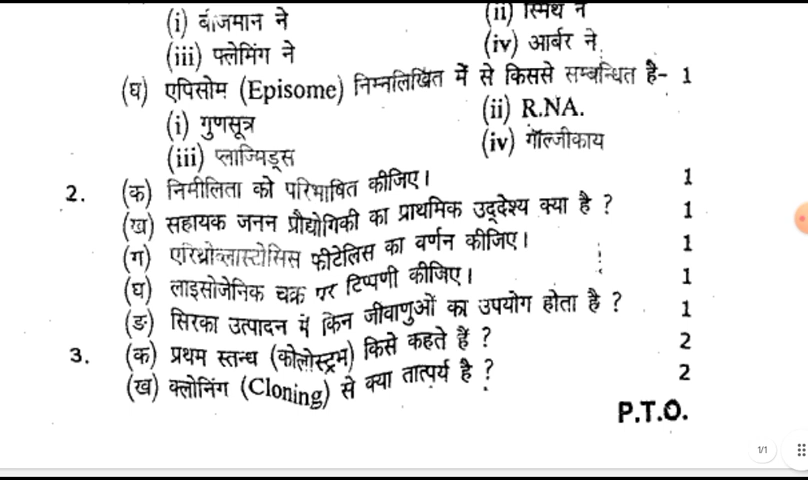 (i) बीजमान ने (ii) स्मिथ ने
(iii) फ्लेमिंग ने (iv) आर्बर ने
(घ) एपिसोम (Episome) निम्नलिखित में से किससे सम्बन्धित है- 1
(i) गुणसूत्र (ii) R.NA.
(iii) प्लाज्मिड्स (iv) गॉल्जीकाय
2. (क) निमीलिता को परिभाषित कीजिए। 1
(ख) सहायक जनन प्रौद्योगिकी का प्राथमिक उद्देश्य क्या है ? 1
(ग) एरिथ्रोब्लास्टोसिस फीटेलिस का वर्णन कीजिए। 1
(घ) लाइसोजेनिक चक्र पर टिप्पणी कीजिए। 1
(ङ) सिरका उत्पादन में किन जीवाणुओं का उपयोग होता है ? 1
3. (क) प्रथम स्तन्ध (कोलोस्ट्रम) किसे कहते हैं ? 2
(ख) क्लोनिंग (Cloning) से क्या तात्पर्य है ? 2
P.T.O.
1/1